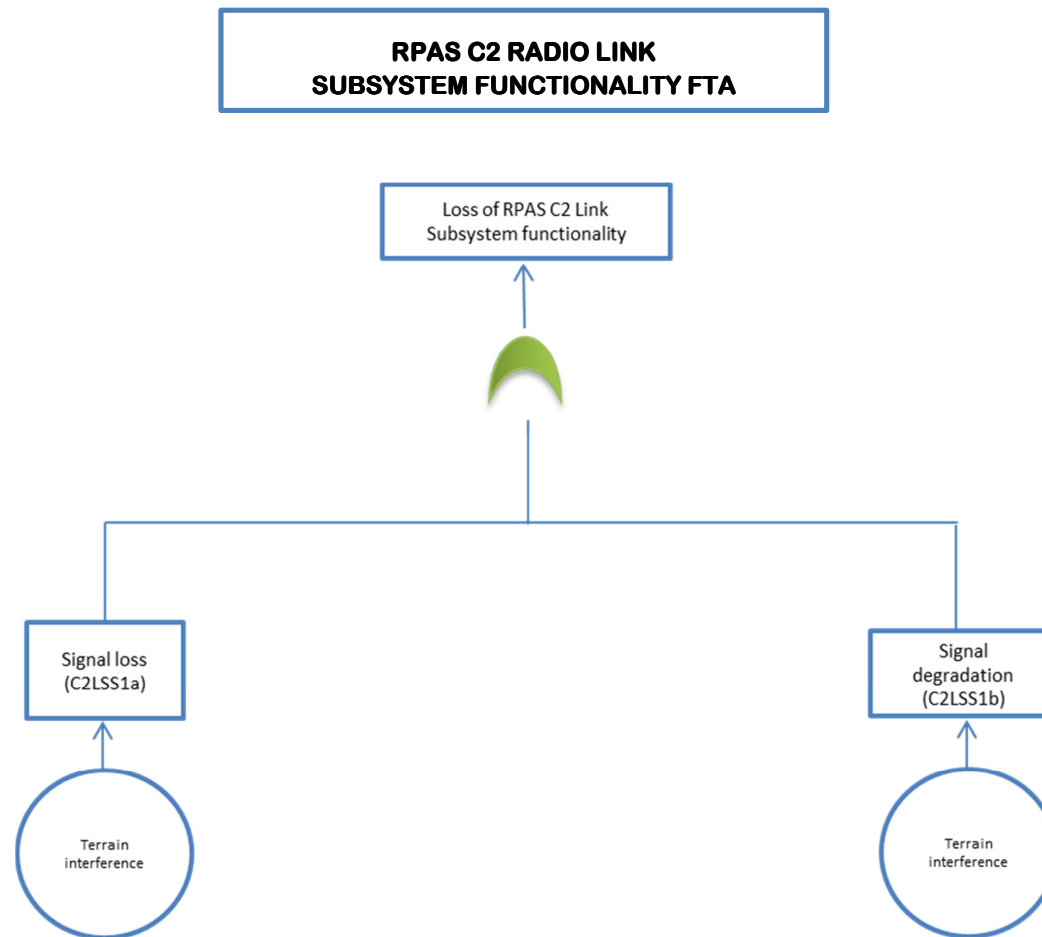 RPAS C2 RADIO LINK
SUBSYSTEM FUNCTIONALITY FTA
Loss of RPAS C2 Link
Subsystem functionality
Signal loss
(C2LSS1a)
Signal
degradation
(C2LSS1b)
Terrain
interference
Terrain
interference